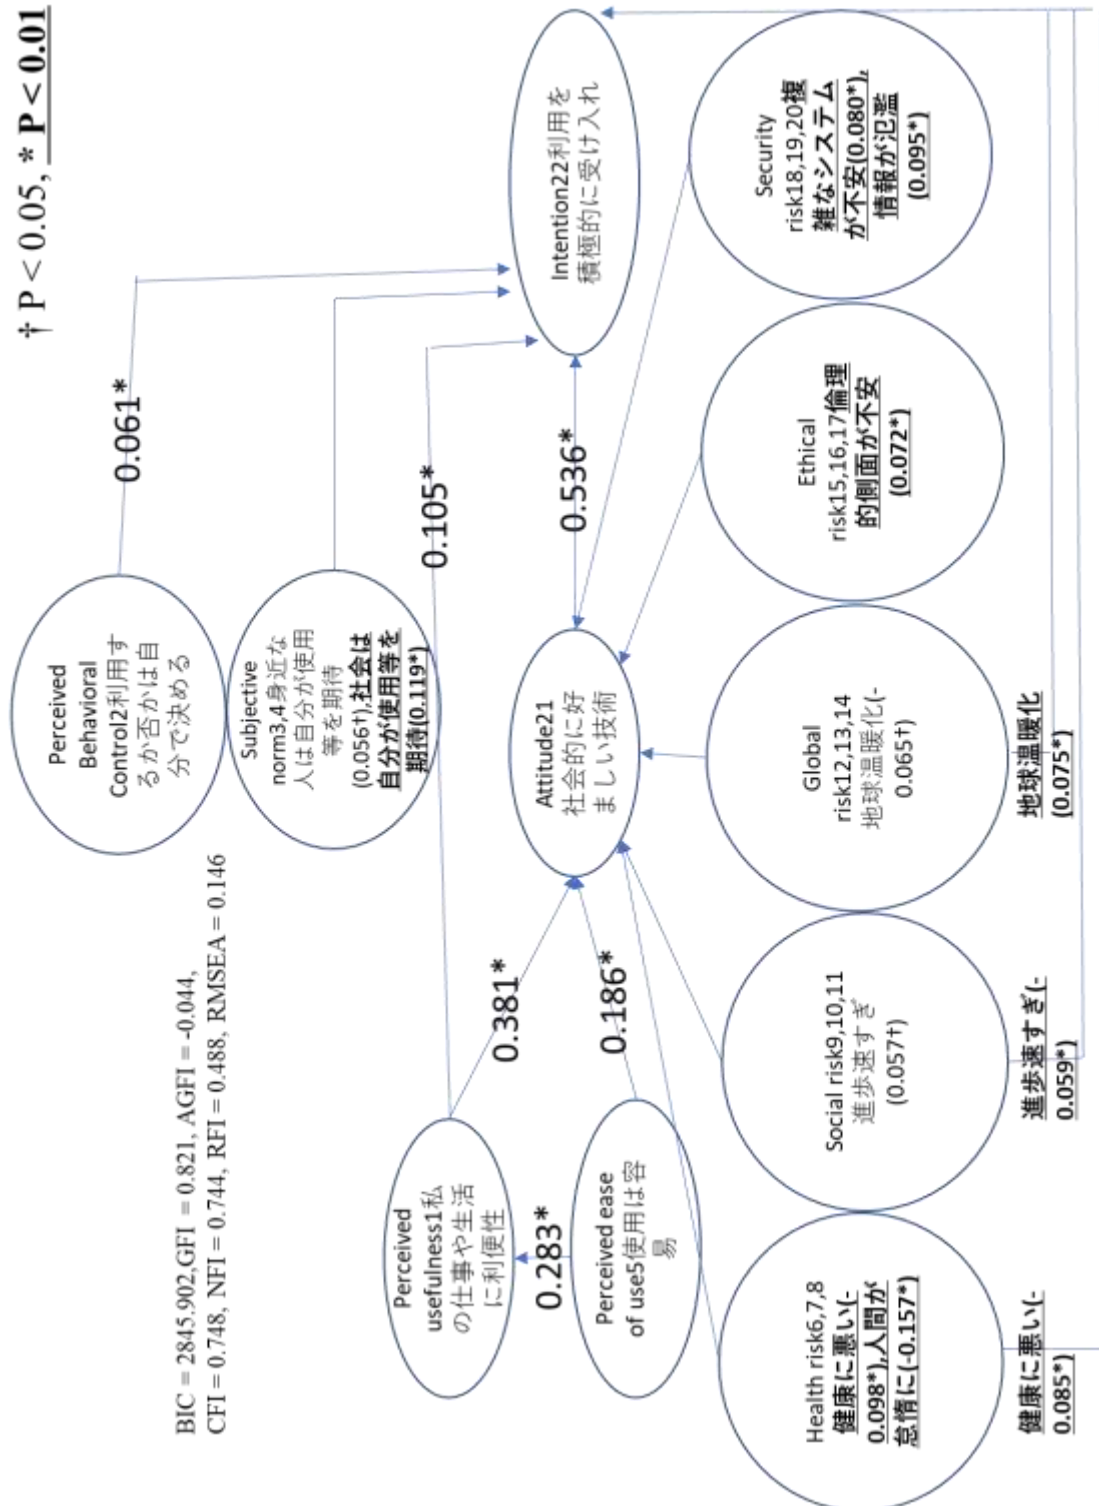 † P < 0.05, * P < 0.01
BIC = 2845.902,GFI = 0.821, AGFI = -0.044,
CFI = 0.748, NFI = 0.744, RFI = 0.488, RMSEA = 0.146
Perceived
Behavioral
Control2利用す
るか否かは自
分で決める
0.061*
Subjective
norm3,4身近な
人は自分が使用
等を期待
(0.056†),社会は
自分が使用等を
期待(0.119*)
0.105*
Perceived
usefulness1私
の仕事や生活
に利便性
0.381*
0.283*
Perceived ease
of use5使用は容
易
0.186*
Attitude21
社会的に好
ましい技術
0.536*
Intention22利用を
積極的に受け入れ
Health risk6,7,8
健康に悪い(-
0.098*),人間が
怠惰に(-0.157*)
Social risk9,10,11
進歩速すぎ
(0.057†)
Global
risk12,13,14
地球温暖化(-
0.065†)
Ethical
risk15,16,17倫理
的側面が不安
(0.072*)
Security
risk18,19,20複
雑なシステム
が不安(0.080*),
情報が氾濫
(0.095*)
健康に悪い(-
0.085*)
進歩速すぎ(-
0.059*)
地球温暖化
(0.075*)